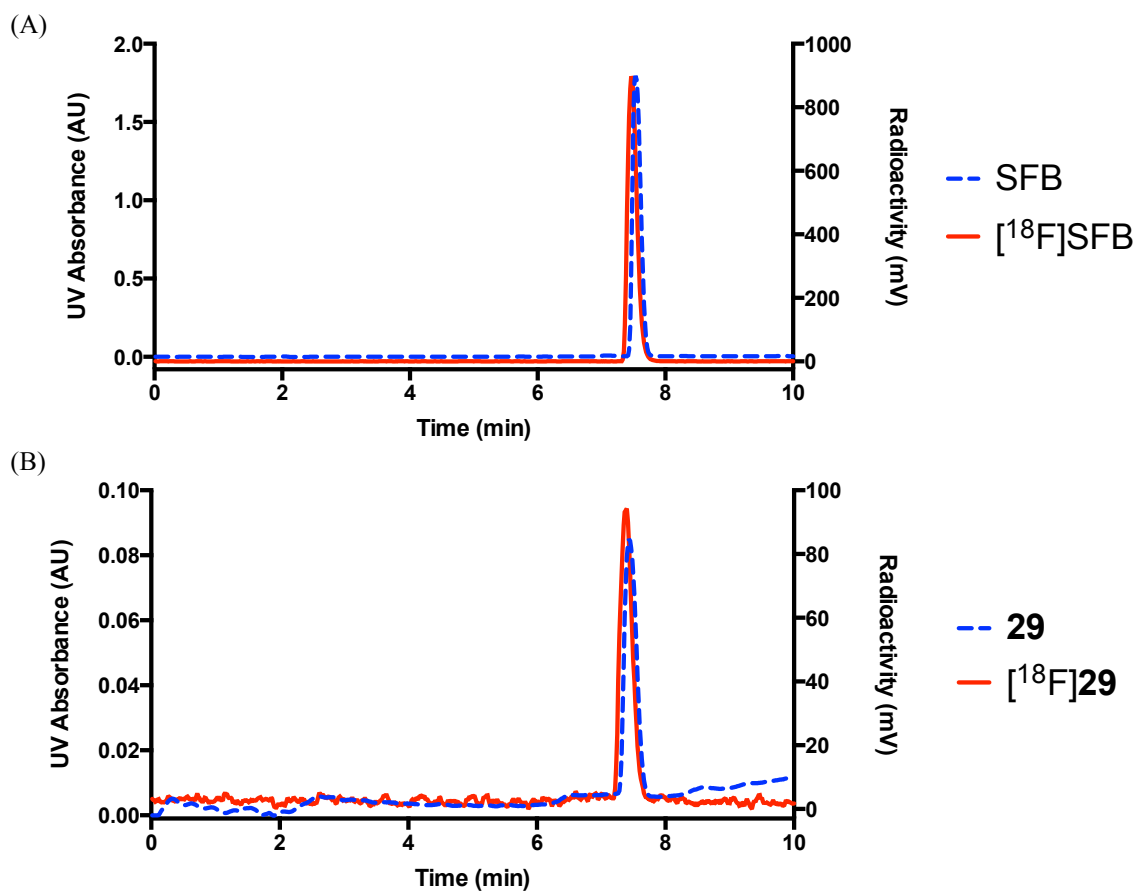 (A)
2.0
1.5
1.0
0.5
0.0
UV Absorbance (AU)
1000
800
600
400
200
0
Radioactivity (mV)
0 2 4 6 8 10
Time (min)
SFB
[¹⁸F]SFB
(B)
0.10
0.08
0.06
0.04
0.02
0.00
UV Absorbance (AU)
100
80
60
40
20
0
Radioactivity (mV)
0 2 4 6 8 10
Time (min)
29
[¹⁸F]29